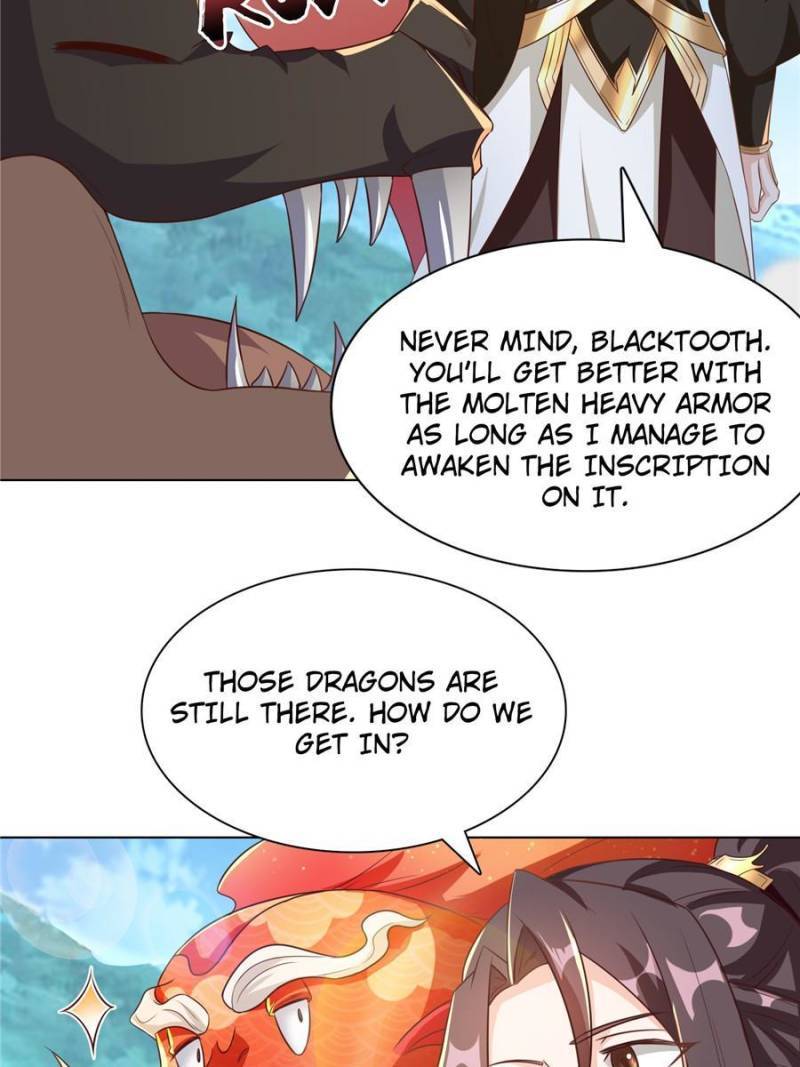 NEVER MIND, BLACKTOOTH.
YOU'LL GET BETTER WITH
THE MOLTEN HEAVY ARMOR
AS LONG AS I MANAGE TO
AWAKEN THE INSCRIPTION
ON IT.
THOSE DRAGONS ARE
STILL THERE. HOW DO WE
GET IN?